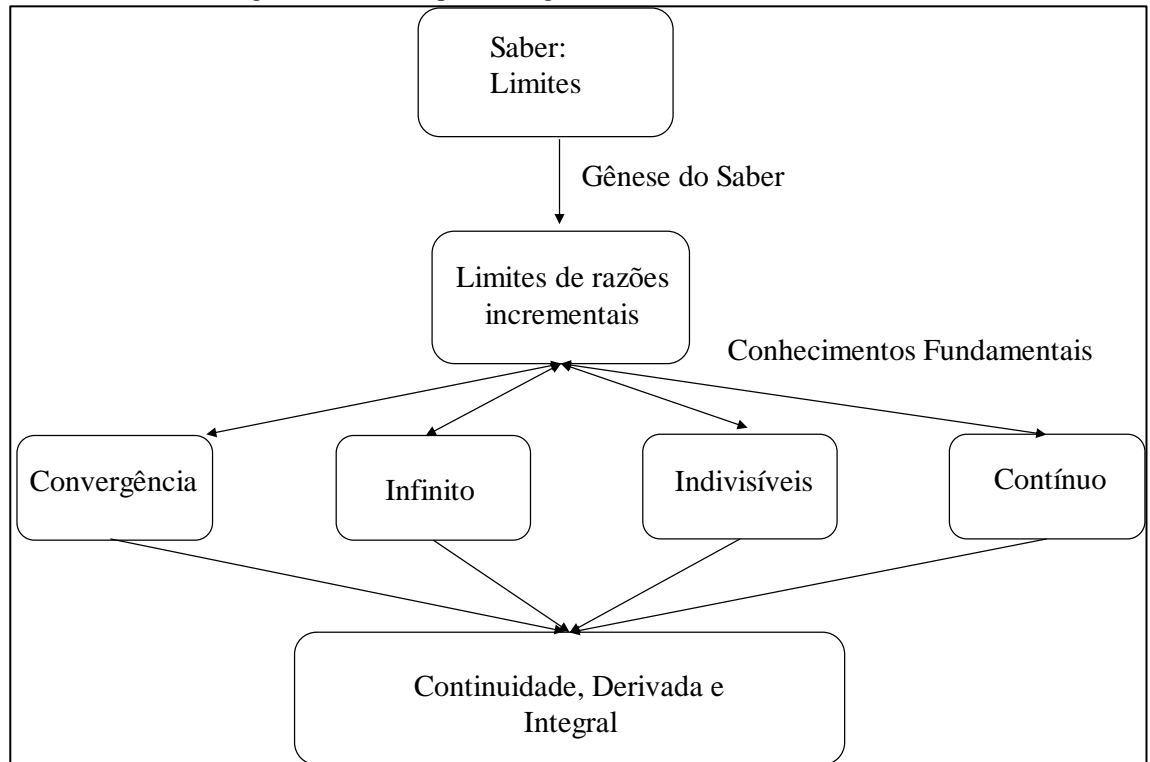 Saber:
Limites
Gênese do Saber
Limites de razões
incrementais
Conhecimentos Fundamentais
Convergência
Infinito
Indivisíveis
Contínuo
Continuidade, Derivada e
Integral